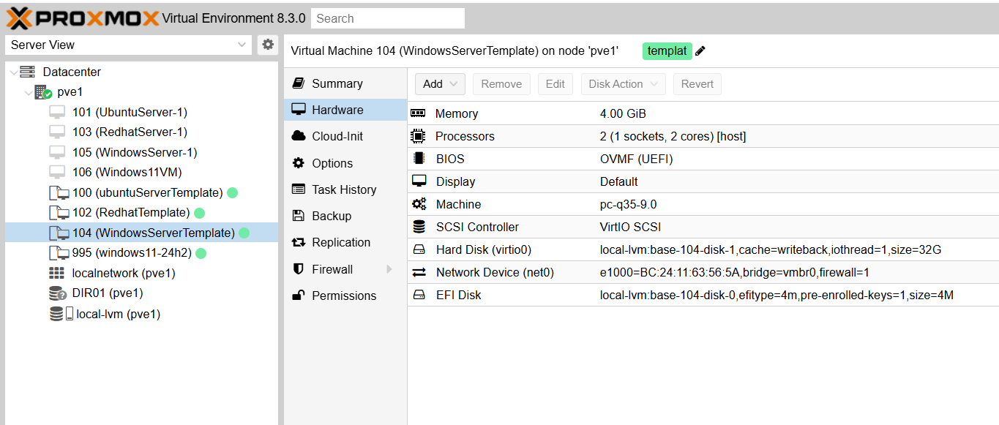 PROXMOX Virtual Environment 8.3.0 Search
Server View
Datacenter
pve1
101 (UbuntuServer-1)
103 (RedhatServer-1)
105 (WindowsServer-1)
106 (Windows11VM)
100 (ubuntuServerTemplate)
102 (RedhatTemplate)
104 (WindowsServerTemplate)
995 (windows11-24h2)
localnetwork (pve1)
DIR01 (pve1)
local-lvm (pve1)
Virtual Machine 104 (WindowsServerTemplate) on node 'pve1' templat
Summary
Hardware
Cloud-Init
Options
Task History
Backup
Replication
Firewall
Permissions
Add Remove Edit Disk Action Revert
Memory 4.00 GiB
Processors 2 (1 sockets, 2 cores) [host]
BIOS OVMF (UEFI)
Display Default
Machine pc-q35-9.0
SCSI Controller VirtIO SCSI
Hard Disk (virtio0) local-lvm:base-104-disk-1,cache=writeback,iothread=1,size=32G
Network Device (net0) e1000=BC:24:11:63:56:5A,bridge=vmbr0,firewall=1
EFI Disk local-lvm:base-104-disk-0,efitype=4m,pre-enrolled-keys=1,size=4M